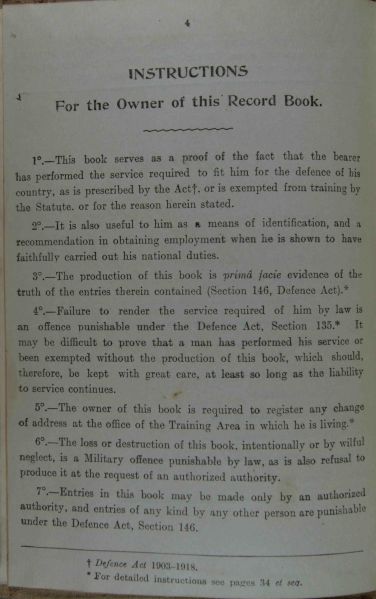 4
INSTRUCTIONS
For the Owner of this Record Book.
1°.—This book serves as a proof of the fact that the bearer
has performed the service required to fit him for the defence of his
country, as is prescribed by the Act†, or is exempted from training by
the Statute, or for the reason herein stated.
2°.—It is also useful to him as a means of identification, and a
recommendation in obtaining employment when he is shown to have
faithfully carried out his national duties.
3°.—The production of this book is primâ facie evidence of the
truth of the entries therein contained (Section 146, Defence Act).*
4°.—Failure to render the service required of him by law is
an offence punishable under the Defence Act, Section 135.* It
may be difficult to prove that a man has performed his service or
been exempted without the production of this book, which should,
therefore, be kept with great care, at least so long as the liability
to service continues.
5°.—The owner of this book is required to register any change
of address at the office of the Training Area in which he is living.*
6°.—The loss or destruction of this book, intentionally or by wilful
neglect, is a Military offence punishable by law, as is also refusal to
produce it at the request of an authorized authority.
7°.—Entries in this book may be made only by an authorized
authority, and entries of any kind by any other person are punishable
under the Defence Act, Section 146.
† Defence Act 1903-1918.
* For detailed instructions see pages 34 et seq.